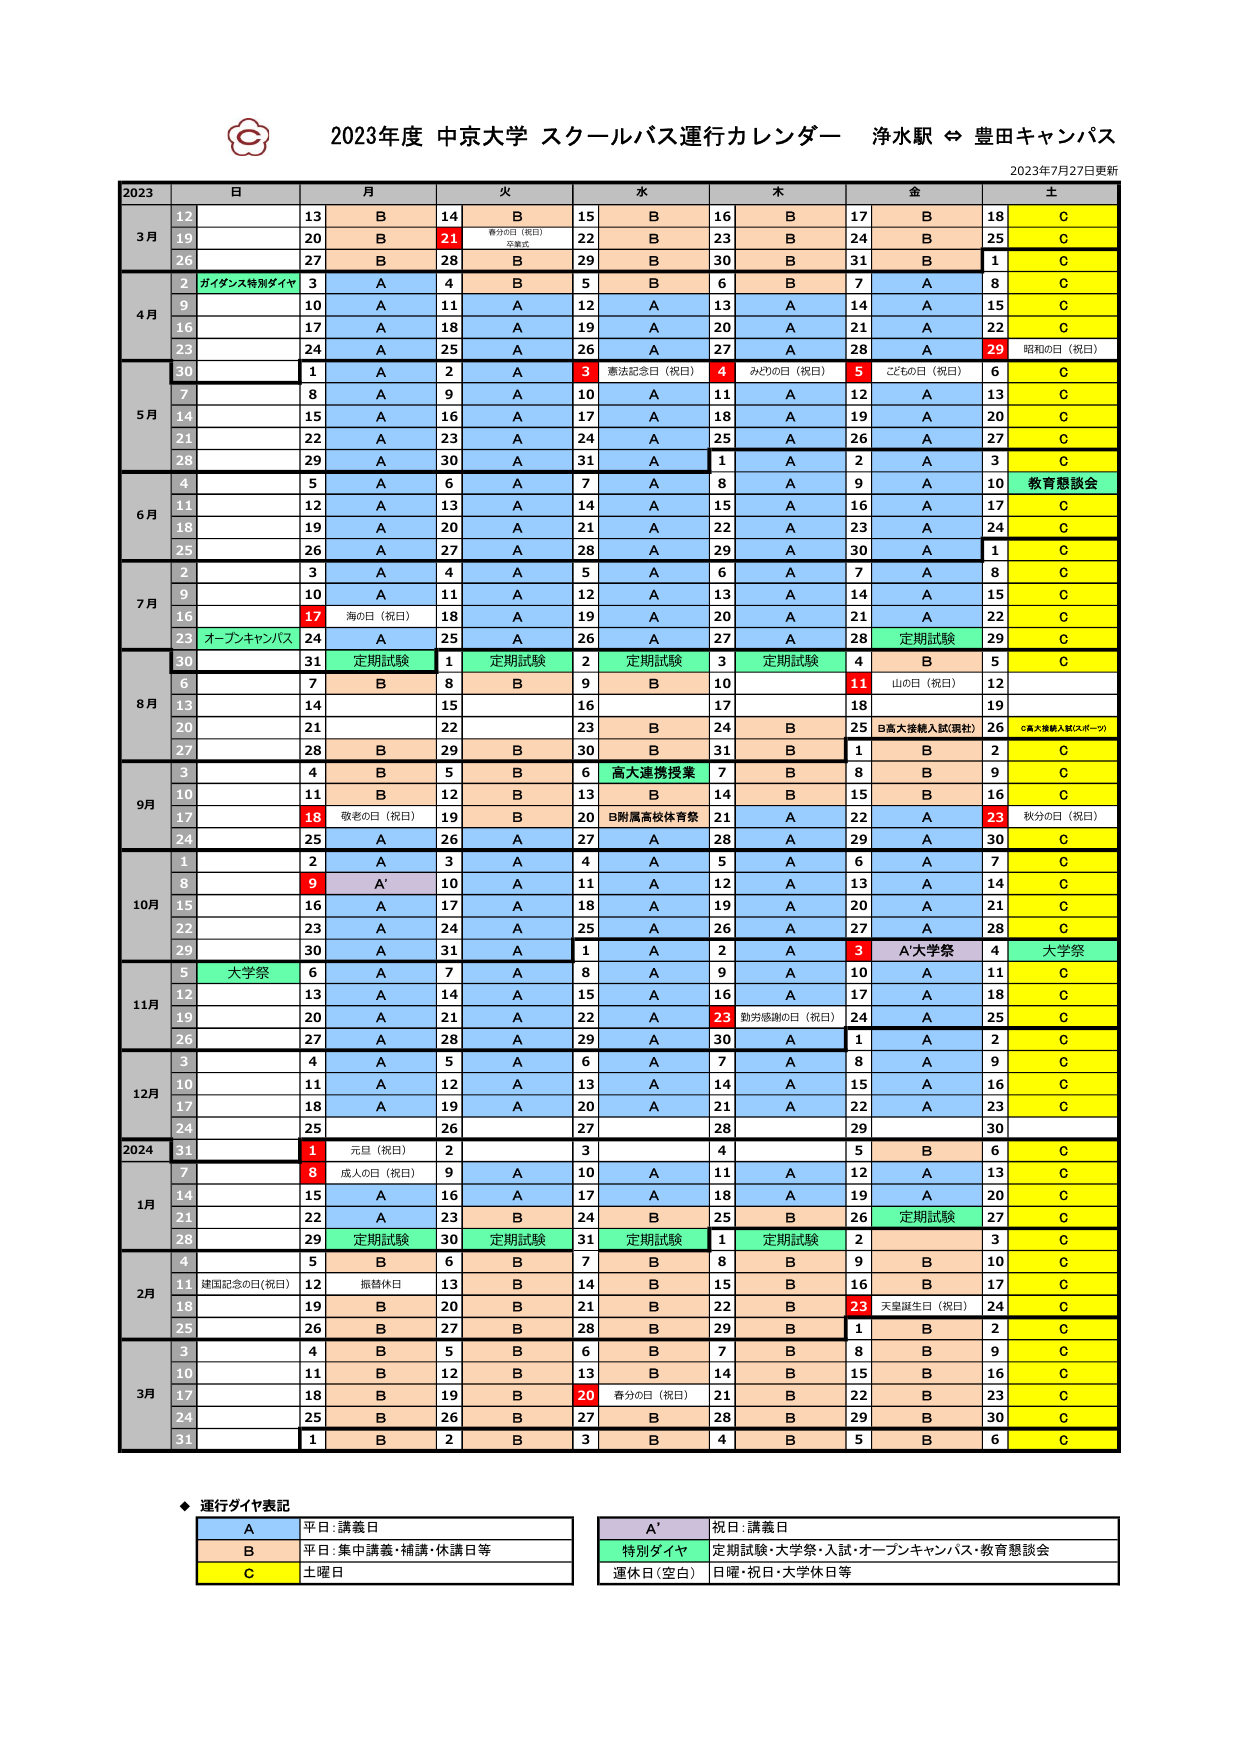 2023年度 中京大学 スクールバス運行カレンダー 浄水駅 ⇔ 豊田キャンパス
2023年7月27日更新
2023 日 月 火 水 木 金 土
3月
12 13 B 14 B 15 B 16 B 17 B 18 C
19 20 B 21 春分の日（祝日） 卒業式 22 B 23 B 24 B 25 C
26 27 B 28 B 29 B 30 B 31 B 1 C
4月
2 ガイダンス特別ダイヤ 3 A 4 B 5 B 6 B 7 A 8 C
9 10 A 11 A 12 A 13 A 14 A 15 C
16 17 A 18 A 19 A 20 A 21 A 22 C
23 24 A 25 A 26 A 27 A 28 A 29 昭和の日（祝日）
5月
30 1 A 2 A 3 憲法記念日（祝日） 4 みどりの日（祝日） 5 こどもの日（祝日） 6 C
7 8 A 9 A 10 A 11 A 12 A 13 C
14 15 A 16 A 17 A 18 A 19 A 20 C
21 22 A 23 A 24 A 25 A 26 A 27 C
28 29 A 30 A 31 A 1 A 2 A 3 C
6月
4 5 A 6 A 7 A 8 A 9 A 10 教育懇談会
11 12 A 13 A 14 A 15 A 16 A 17 C
18 19 A 20 A 21 A 22 A 23 A 24 C
25 26 A 27 A 28 A 29 A 30 A 1 C
7月
2 3 A 4 A 5 A 6 A 7 A 8 C
9 10 A 11 A 12 A 13 A 14 A 15 C
16 17 海の日（祝日） 18 A 19 A 20 A 21 A 22 C
23 オープンキャンパス 24 A 25 A 26 A 27 A 28 定期試験 29 C
8月
30 31 定期試験 1 定期試験 2 定期試験 3 定期試験 4 B 5 C
6 7 B 8 B 9 B 10 11 山の日（祝日） 12
13 14 15 16 17 18 19
20 21 22 23 B 24 B 25 B高大接続入試(現社) 26 C高大接続入試(スポーツ)
27 28 B 29 B 30 B 31 B 1 B 2 C
9月
3 4 B 5 B 6 高大連携授業 7 B 8 B 9 C
10 11 B 12 B 13 B 14 B 15 B 16 C
17 18 敬老の日（祝日） 19 B 20 B附属高校体育祭 21 A 22 A 23 秋分の日（祝日）
24 25 A 26 A 27 A 28 A 29 A 30 C
10月
1 2 A 3 A 4 A 5 A 6 A 7 C
8 9 A' 10 A 11 A 12 A 13 A 14 C
15 16 A 17 A 18 A 19 A 20 A 21 C
22 23 A 24 A 25 A 26 A 27 A 28 C
29 30 A 31 A 1 A 2 A 3 A'大学祭 4 大学祭
11月
5 大学祭 6 A 7 A 8 A 9 A 10 A 11 C
12 13 A 14 A 15 A 16 A 17 A 18 C
19 20 A 21 A 22 A 23 勤労感謝の日（祝日） 24 A 25 C
26 27 A 28 A 29 A 30 A 1 A 2 C
12月
3 4 A 5 A 6 A 7 A 8 A 9 C
10 11 A 12 A 13 A 14 A 15 A 16 C
17 18 A 19 A 20 A 21 A 22 A 23 C
24 25 26 27 28 29 30
2024 31 1 元旦（祝日） 2 3 4 5 B 6 C
1月
7 8 成人の日（祝日） 9 A 10 A 11 A 12 A 13 C
14 15 A 16 A 17 A 18 A 19 A 20 C
21 22 A 23 B 24 B 25 B 26 定期試験 27 C
28 29 定期試験 30 定期試験 31 定期試験 1 定期試験 2 3 C
2月
4 5 B 6 B 7 B 8 B 9 B 10 C
11 建国記念の日(祝日) 12 振替休日 13 B 14 B 15 B 16 B 17 C
18 19 B 20 B 21 B 22 B 23 天皇誕生日（祝日） 24 C
25 26 B 27 B 28 B 29 B 1 B 2 C
3月
3 4 B 5 B 6 B 7 B 8 B 9 C
10 11 B 12 B 13 B 14 B 15 B 16 C
17 18 B 19 B 20 春分の日（祝日） 21 B 22 B 23 C
24 25 B 26 B 27 B 28 B 29 B 30 C
31 1 B 2 B 3 B 4 B 5 B 6 C
◆ 運行ダイヤ表記
A 平日：講義日
B 平日：集中講義・補講・休講日等
C 土曜日
A' 祝日：講義日
特別ダイヤ 定期試験・大学祭・入試・オープンキャンパス・教育懇談会
運休日（空白） 日曜・祝日・大学休日等